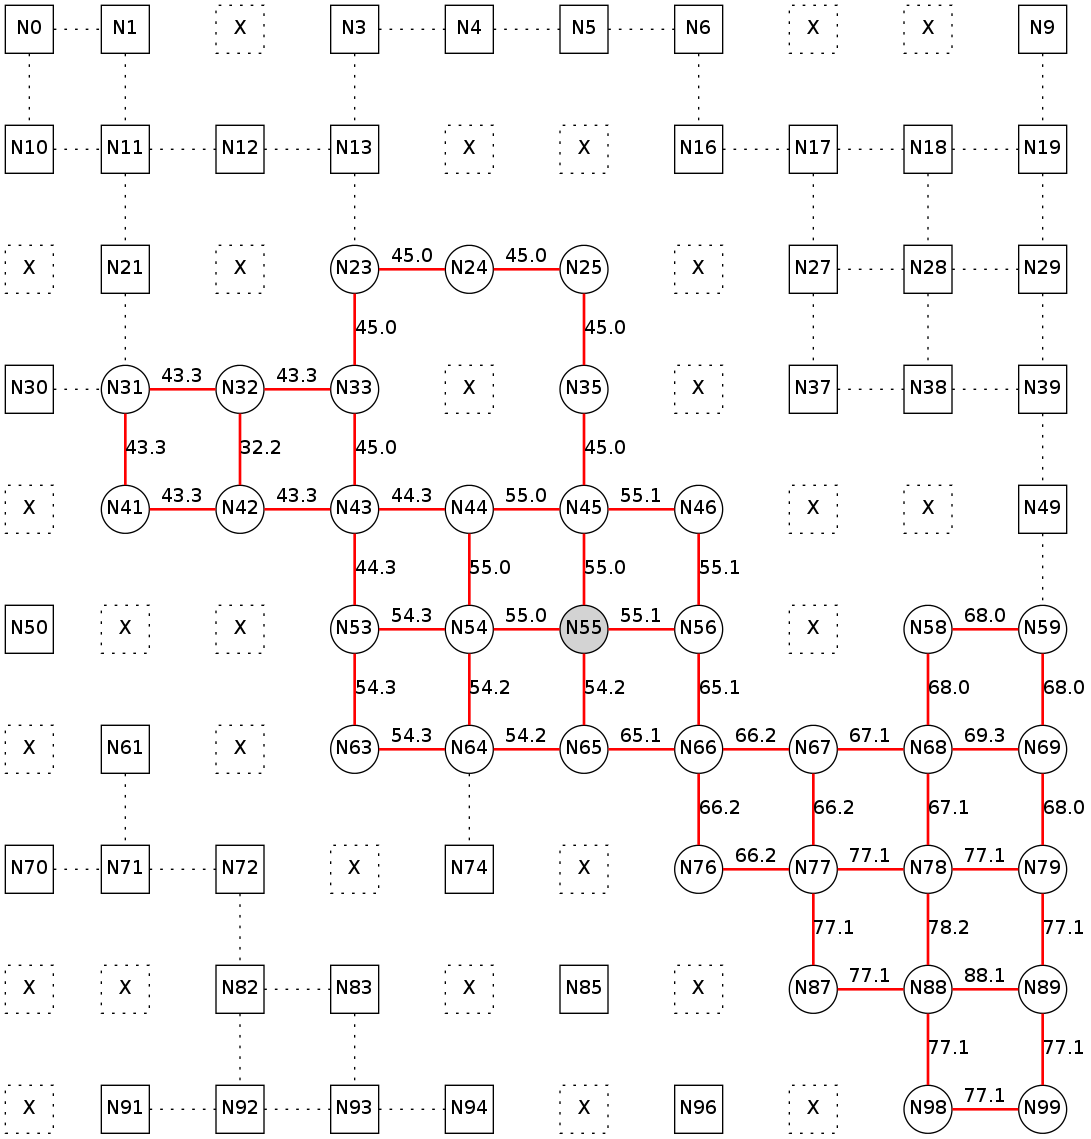 N0 N1 X N3 N4 N5 N6 X X N9
N10 N11 N12 N13 X X N16 N17 N18 N19
45.0 45.0
X N21 X N23 N24 N25 X N27 N28 N29
45.0 45.0
43.3 43.3
N30 N31 N32 N33 X N35 X N37 N38 N39
43.3 32.2 45.0 45.0
43.3 43.3 44.3 55.0 55.1
X N41 N42 N43 N44 N45 N46 X X N49
44.3 55.0 55.0 55.1
54.3 55.0 55.1 68.0
N50 X X N53 N54 N55 N56 X N58 N59
54.3 54.2 54.2 65.1 68.0 68.0
54.3 54.2 65.1 66.2 67.1 69.3
X N61 X N63 N64 N65 N66 N67 N68 N69
66.2 66.2 67.1 68.0
66.2 77.1 77.1
N70 N71 N72 X N74 X N76 N77 N78 N79
77.1 78.2 77.1
77.1 88.1
X X N82 N83 X N85 X N87 N88 N89
77.1 77.1
77.1
X N91 N92 N93 N94 X N96 X N98 N99